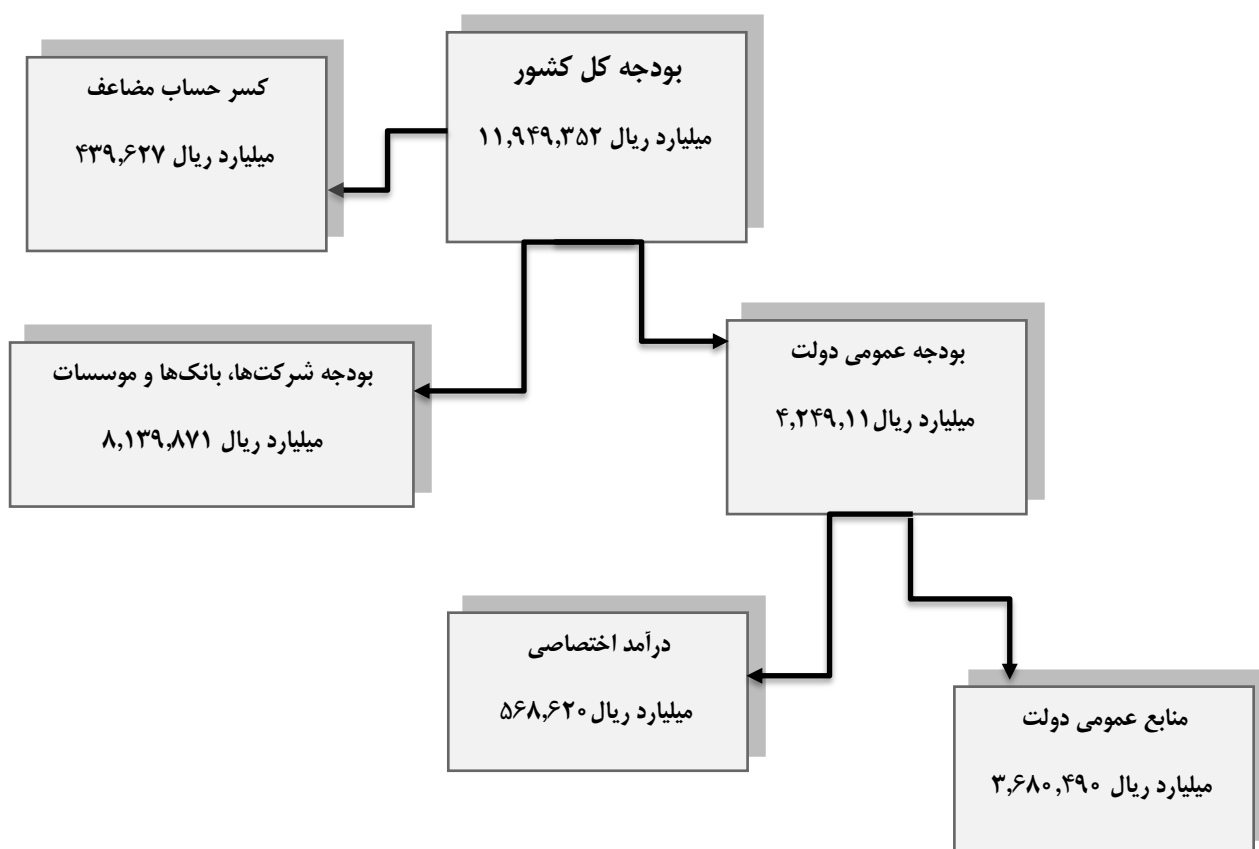 بودجه کل کشور
۱۱,۹۴۹,۳۵۲ میلیارد ریال
کسر حساب مضاعف
۴۳۹,۶۲۷ میلیارد ریال
بودجه عمومی دولت
۴,۲۴۹,۱۱ میلیارد ریال
بودجه شرکت‌ها، بانک‌ها و موسسات
۸,۱۳۹,۸۷۱ میلیارد ریال
درآمد اختصاصی
۵۶۸,۶۲۰ میلیارد ریال
منابع عمومی دولت
۳,۶۸۰,۴۹۰ میلیارد ریال